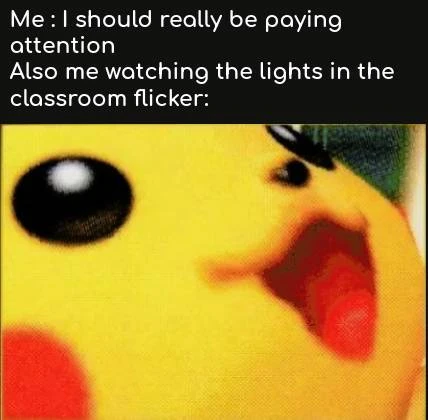 Me : I should really be paying
attention
Also me watching the lights in the
classroom flicker: